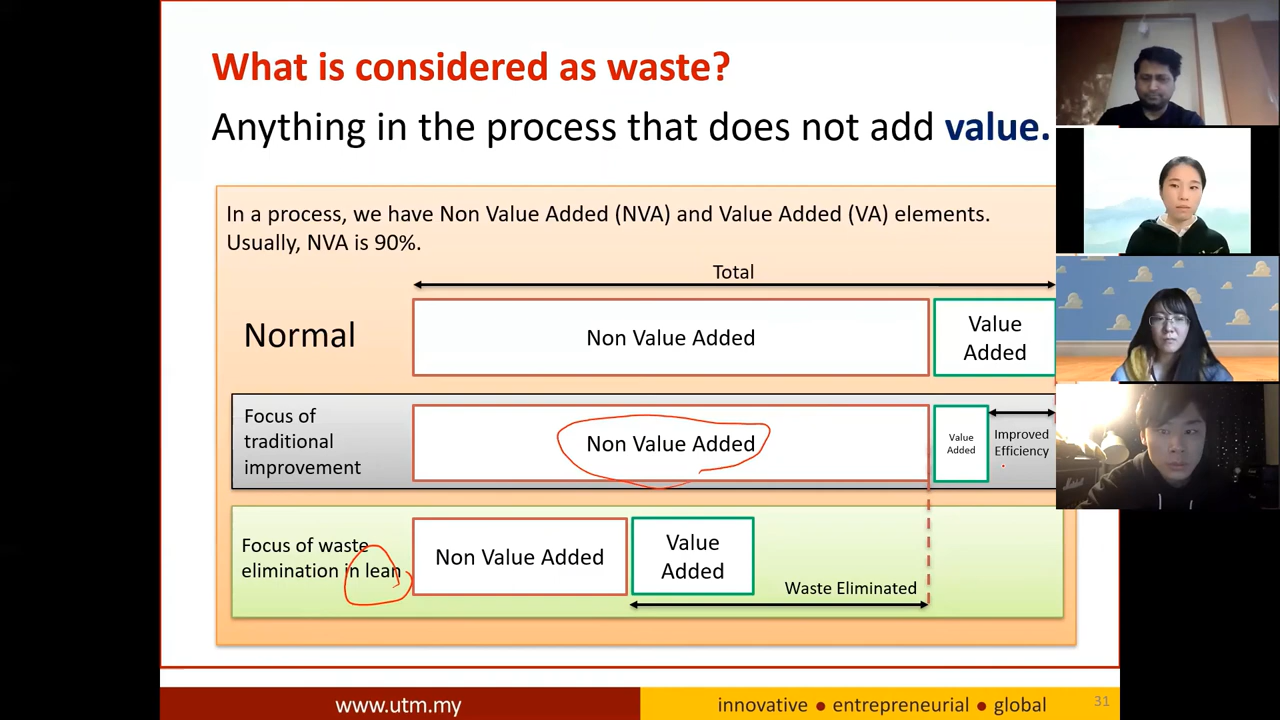 What is considered as waste?
Anything in the process that does not add value.
In a process, we have Non Value Added (NVA) and Value Added (VA) elements.
Usually, NVA is 90%.
Total
Normal
Non Value Added
Value
Added
Focus of
traditional
improvement
Non Value Added
Value
Added
Improved
Efficiency
Focus of waste
elimination in lean
Non Value Added
Value
Added
Waste Eliminated
www.utm.my
innovative ● entrepreneurial ● global
31